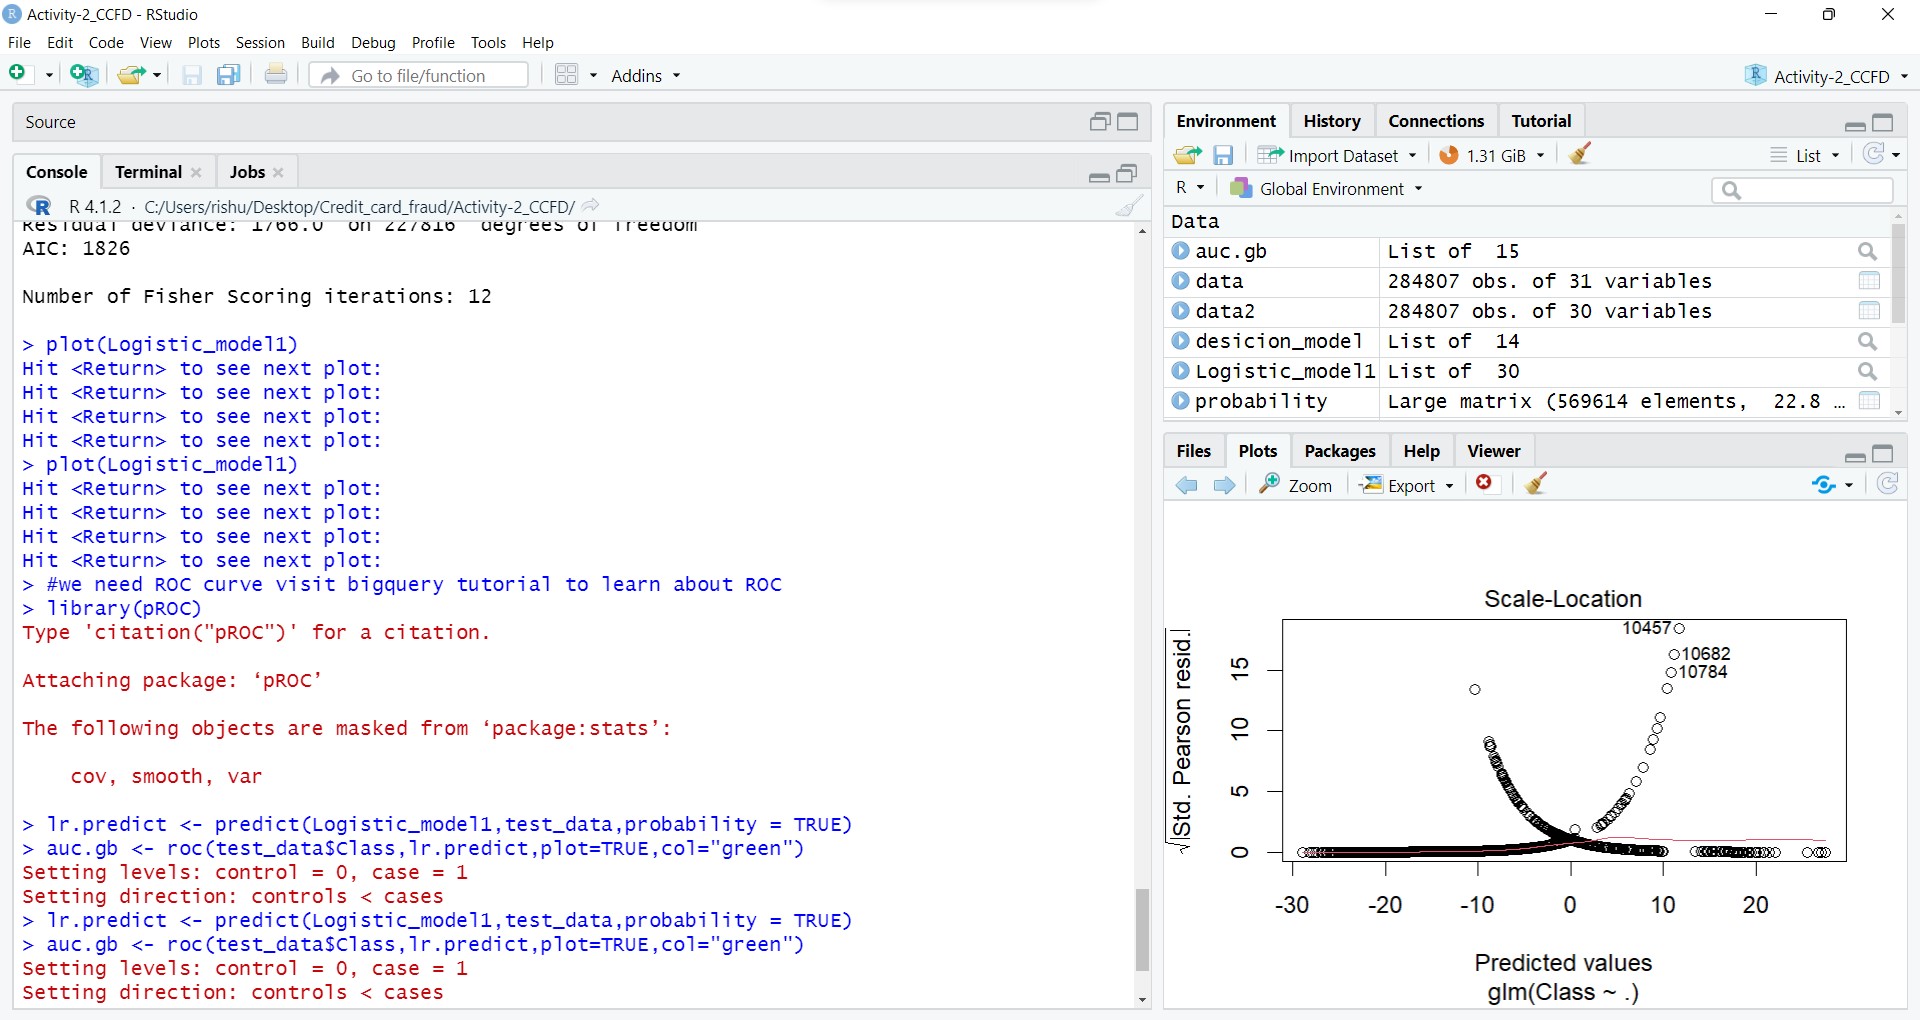 Activity-2_CCFD - RStudio
File Edit Code View Plots Session Build Debug Profile Tools Help
Go to file/function Addins Activity-2_CCFD
Source
Console Terminal Jobs
R 4.1.2 · C:/Users/rishu/Desktop/Credit_card_fraud/Activity-2_CCFD/
Residual deviance: 1766.0 on 227816 degrees of freedom
AIC: 1826
Number of Fisher Scoring iterations: 12
> plot(Logistic_model1)
Hit <Return> to see next plot:
Hit <Return> to see next plot:
Hit <Return> to see next plot:
Hit <Return> to see next plot:
> plot(Logistic_model1)
Hit <Return> to see next plot:
Hit <Return> to see next plot:
Hit <Return> to see next plot:
Hit <Return> to see next plot:
> #we need ROC curve visit bigquery tutorial to learn about ROC
> library(pROC)
Type 'citation("pROC")' for a citation.
Attaching package: ‘pROC’
The following objects are masked from ‘package:stats’:
cov, smooth, var
> lr.predict <- predict(Logistic_model1,test_data,probability = TRUE)
> auc.gb <- roc(test_data$Class,lr.predict,plot=TRUE,col="green")
Setting levels: control = 0, case = 1
Setting direction: controls < cases
> lr.predict <- predict(Logistic_model1,test_data,probability = TRUE)
> auc.gb <- roc(test_data$Class,lr.predict,plot=TRUE,col="green")
Setting levels: control = 0, case = 1
Setting direction: controls < cases
Environment History Connections Tutorial
Import Dataset 1.31 GiB List
R Global Environment
Data
auc.gb List of 15
data 284807 obs. of 31 variables
data2 284807 obs. of 30 variables
desicion_model List of 14
Logistic_model1 List of 30
probability Large matrix (569614 elements, 22.8 ...
Files Plots Packages Help Viewer
Zoom Export
Scale-Location
10457
10682
10784
√|Std. Pearson resid.|
15
10
5
0
-30 -20 -10 0 10 20
Predicted values
glm(Class ~ .)